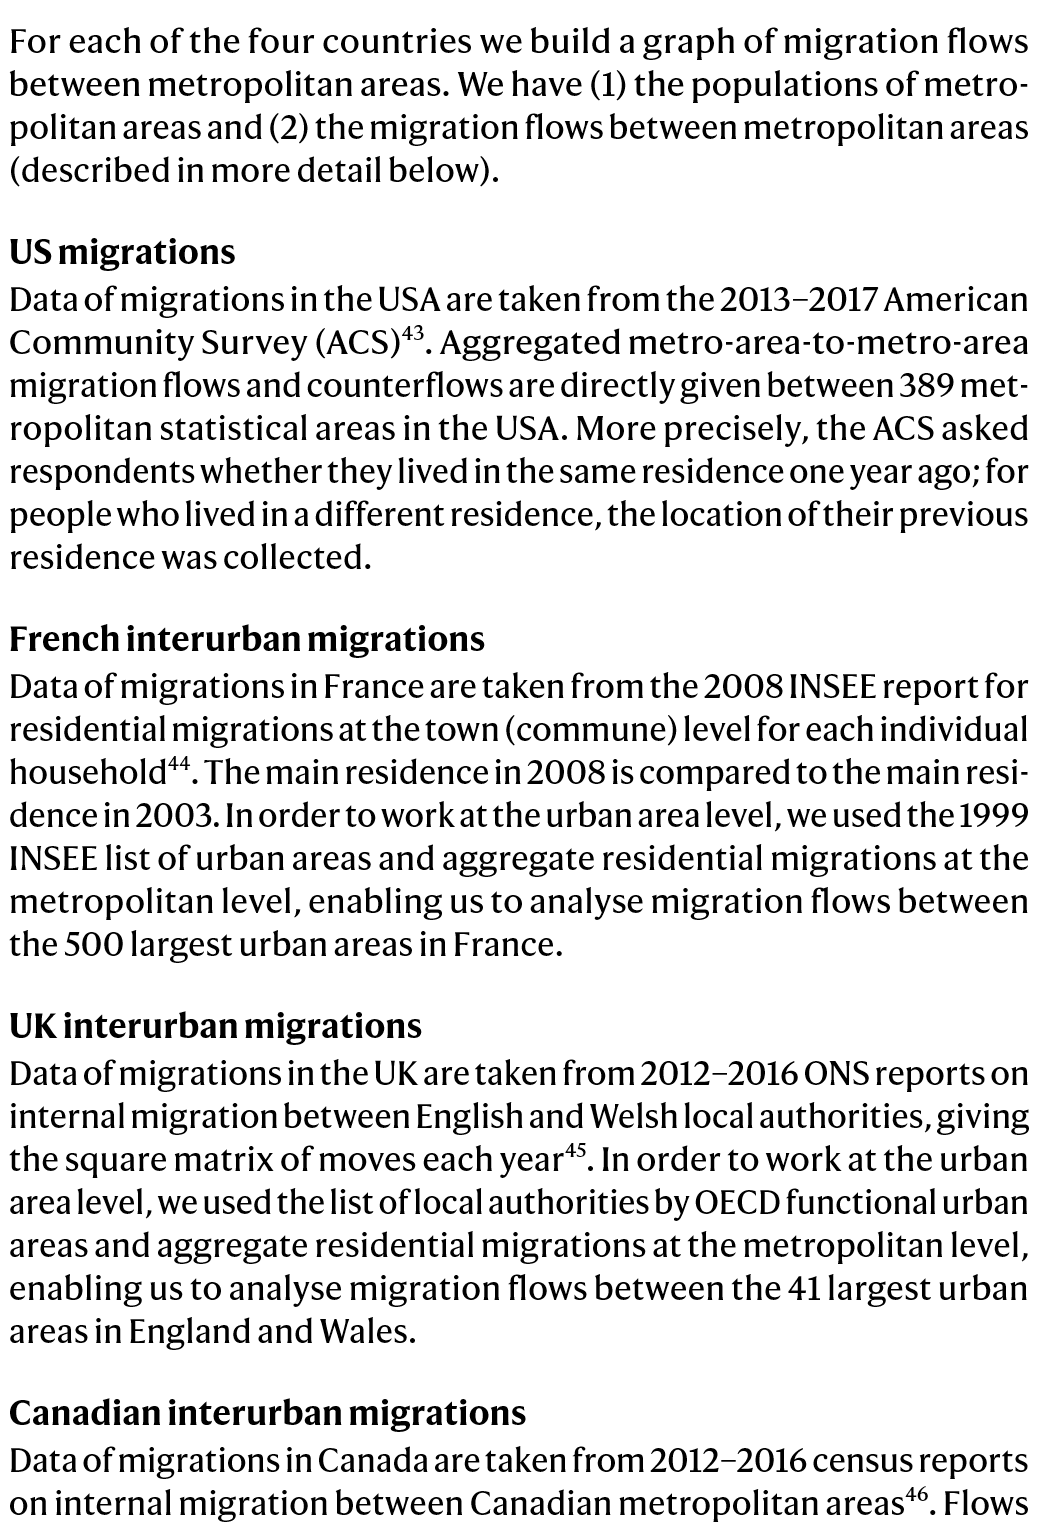 For each of the four countries we build a graph of migration flows
between metropolitan areas. We have (1) the populations of metro-
politan areas and (2) the migration flows between metropolitan areas
(described in more detail below).
US migrations
Data of migrations in the USA are taken from the 2013–2017 American
Community Survey (ACS)⁴³. Aggregated metro-area-to-metro-area
migration flows and counterflows are directly given between 389 met-
ropolitan statistical areas in the USA. More precisely, the ACS asked
respondents whether they lived in the same residence one year ago; for
people who lived in a different residence, the location of their previous
residence was collected.
French interurban migrations
Data of migrations in France are taken from the 2008 INSEE report for
residential migrations at the town (commune) level for each individual
household⁴⁴. The main residence in 2008 is compared to the main resi-
dence in 2003. In order to work at the urban area level, we used the 1999
INSEE list of urban areas and aggregate residential migrations at the
metropolitan level, enabling us to analyse migration flows between
the 500 largest urban areas in France.
UK interurban migrations
Data of migrations in the UK are taken from 2012–2016 ONS reports on
internal migration between English and Welsh local authorities, giving
the square matrix of moves each year⁴⁵. In order to work at the urban
area level, we used the list of local authorities by OECD functional urban
areas and aggregate residential migrations at the metropolitan level,
enabling us to analyse migration flows between the 41 largest urban
areas in England and Wales.
Canadian interurban migrations
Data of migrations in Canada are taken from 2012–2016 census reports
on internal migration between Canadian metropolitan areas⁴⁶. Flows